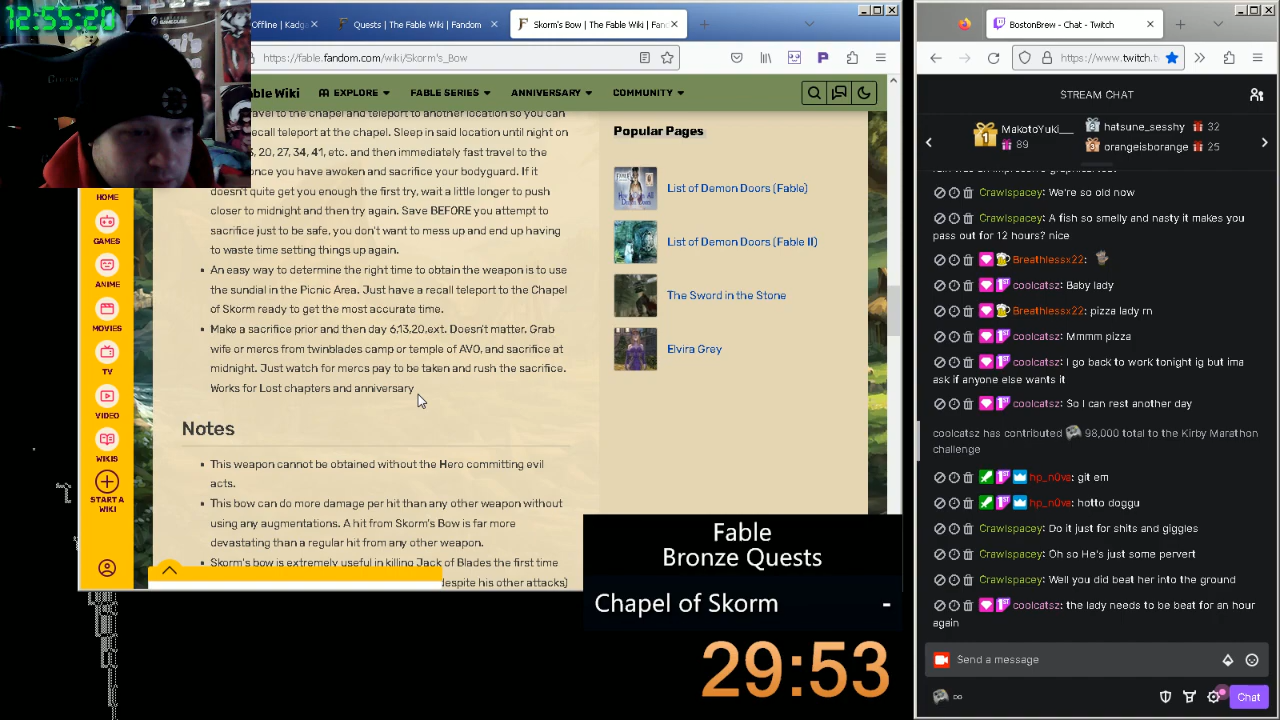 12:55:20
Offline | Kadg
Quests | The Fable Wiki | Fandom
Skorm's Bow | The Fable Wiki | Fan
https://fable.fandom.com/wiki/Skorm's_Bow
ble Wiki
EXPLORE
FABLE SERIES
ANNIVERSARY
COMMUNITY
HOME
GAMES
ANIME
MOVIES
TV
VIDEO
WIKIS
START A
WIKI
avel to the chapel and teleport to another location so you can
ecall teleport at the chapel. Sleep in said location until night on
, 20, 27, 34, 41, etc. and then immediately fast travel to the
once you have awoken and sacrifice your bodyguard. If it
doesn't quite get you enough the first try, wait a little longer to push
closer to midnight and then try again. Save BEFORE you attempt to
sacrifice just to be safe, you don't want to mess up and end up having
to waste time setting things up again.
An easy way to determine the right time to obtain the weapon is to use
the sundial in the Picnic Area. Just have a recall teleport to the Chapel
of Skorm ready to get the most accurate time.
Make a sacrifice prior and then day 6,13,20.ext. Doesn't matter. Grab
wife or mercs from twinblades camp or temple of AVO, and sacrifice at
midnight. Just watch for mercs pay to be taken and rush the sacrifice.
Works for Lost chapters and anniversary
Notes
This weapon cannot be obtained without the Hero committing evil
acts.
This bow can do more damage per hit than any other weapon without
using any augmentations. A hit from Skorm's Bow is far more
devastating than a regular hit from any other weapon.
Skorm's bow is extremely useful in killing Jack of Blades the first time
despite his other attacks)
Popular Pages
List of Demon Doors (Fable)
List of Demon Doors (Fable II)
The Sword in the Stone
Elvira Grey
Fable
Bronze Quests
Chapel of Skorm -
29:53
BostonBrew - Chat - Twitch
https://www.twitch.t
STREAM CHAT
MakotoYuki___
89
hatsune_sesshy 32
orangeisborange 25
Crawlspacey: We're so old now
Crawlspacey: A fish so smelly and nasty it makes you
pass out for 12 hours? nice
Breathlessx22:
coolcatsz: Baby lady
Breathlessx22: pizza lady rn
coolcatsz: Mmmm pizza
coolcatsz: I go back to work tonight ig but ima
ask if anyone else wants it
coolcatsz: So I can rest another day
coolcatsz has contributed 98,000 total to the Kirby Marathon
challenge
hp_n0va: git em
hp_n0va: hotto doggu
Crawlspacey: Do it just for shits and giggles
Crawlspacey: Oh so He's just some pervert
Crawlspacey: Well you did beat her into the ground
coolcatsz: the lady needs to be beat for an hour
again
Send a message
Chat